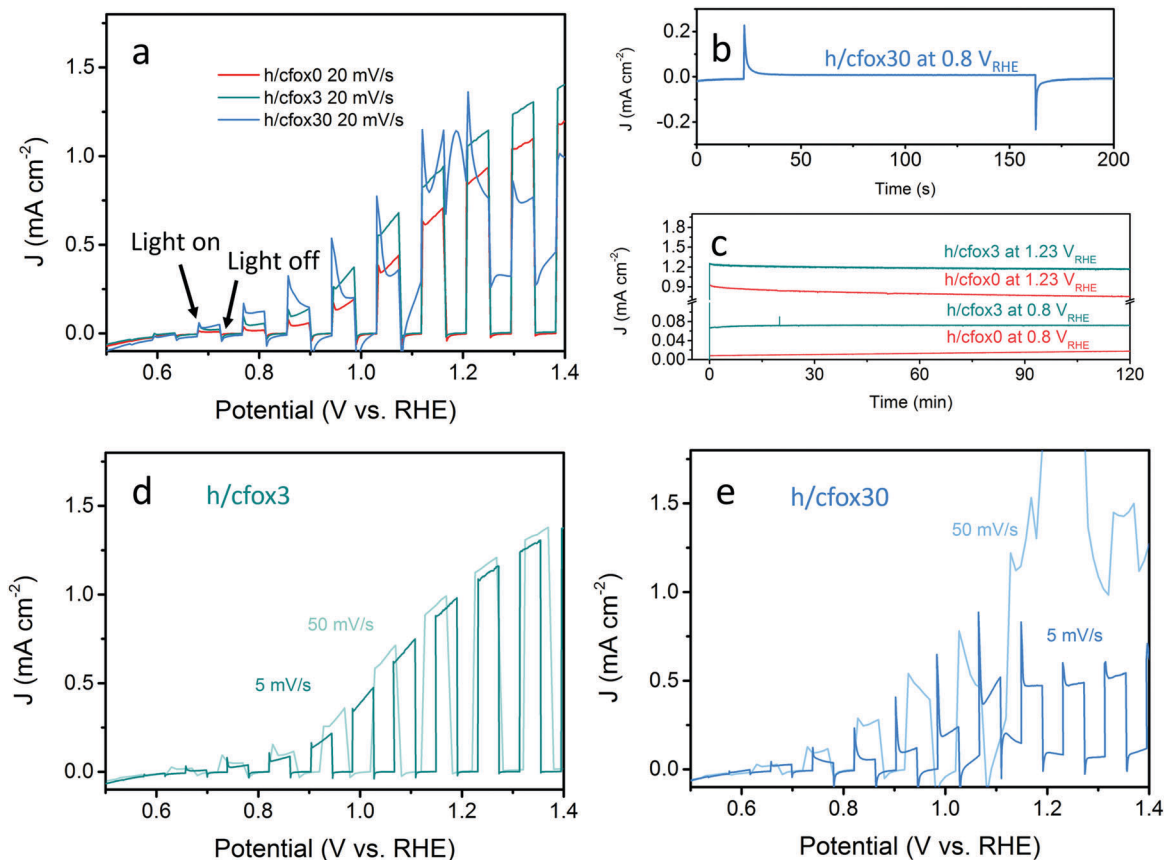 a
h/cfox0 20 mV/s
h/cfox3 20 mV/s
h/cfox30 20 mV/s
Light on
Light off
J (mA cm-2)
1.5
1.0
0.5
0.0
0.6 0.8 1.0 1.2 1.4
Potential (V vs. RHE)
b
h/cfox30 at 0.8 VRHE
J (mA cm-2)
0.2
0.0
-0.2
0 50 100 150 200
Time (s)
c
h/cfox3 at 1.23 VRHE
h/cfox0 at 1.23 VRHE
h/cfox3 at 0.8 VRHE
h/cfox0 at 0.8 VRHE
J (mA cm-2)
1.8
1.5
1.2
0.9
0.08
0.04
0.00
0 30 60 90 120
Time (min)
d
h/cfox3
50 mV/s
5 mV/s
J (mA cm-2)
1.5
1.0
0.5
0.0
0.6 0.8 1.0 1.2 1.4
Potential (V vs. RHE)
e
h/cfox30
50 mV/s
5 mV/s
J (mA cm-2)
1.5
1.0
0.5
0.0
0.6 0.8 1.0 1.2 1.4
Potential (V vs. RHE)